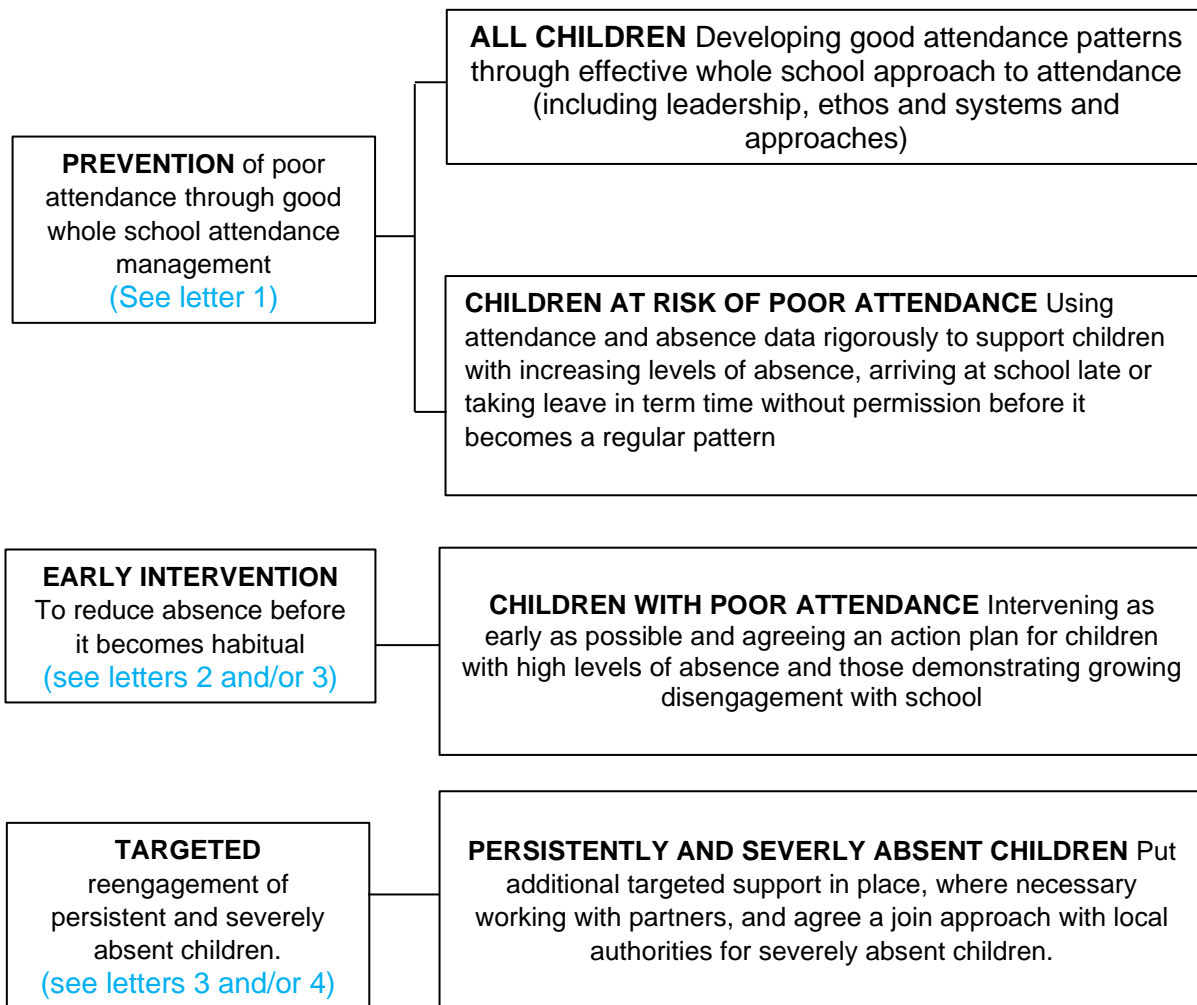 ALL CHILDREN Developing good attendance patterns
through effective whole school approach to attendance
(including leadership, ethos and systems and
approaches)
PREVENTION of poor
attendance through good
whole school attendance
management
(See letter 1)
CHILDREN AT RISK OF POOR ATTENDANCE Using
attendance and absence data rigorously to support children
with increasing levels of absence, arriving at school late or
taking leave in term time without permission before it
becomes a regular pattern
EARLY INTERVENTION
To reduce absence before
it becomes habitual
(see letters 2 and/or 3)
CHILDREN WITH POOR ATTENDANCE Intervening as
early as possible and agreeing an action plan for children
with high levels of absence and those demonstrating growing
disengagement with school
TARGETED
reengagement of
persistent and severely
absent children.
(see letters 3 and/or 4)
PERSISTENTLY AND SEVERLY ABSENT CHILDREN Put
additional targeted support in place, where necessary
working with partners, and agree a join approach with local
authorities for severely absent children.